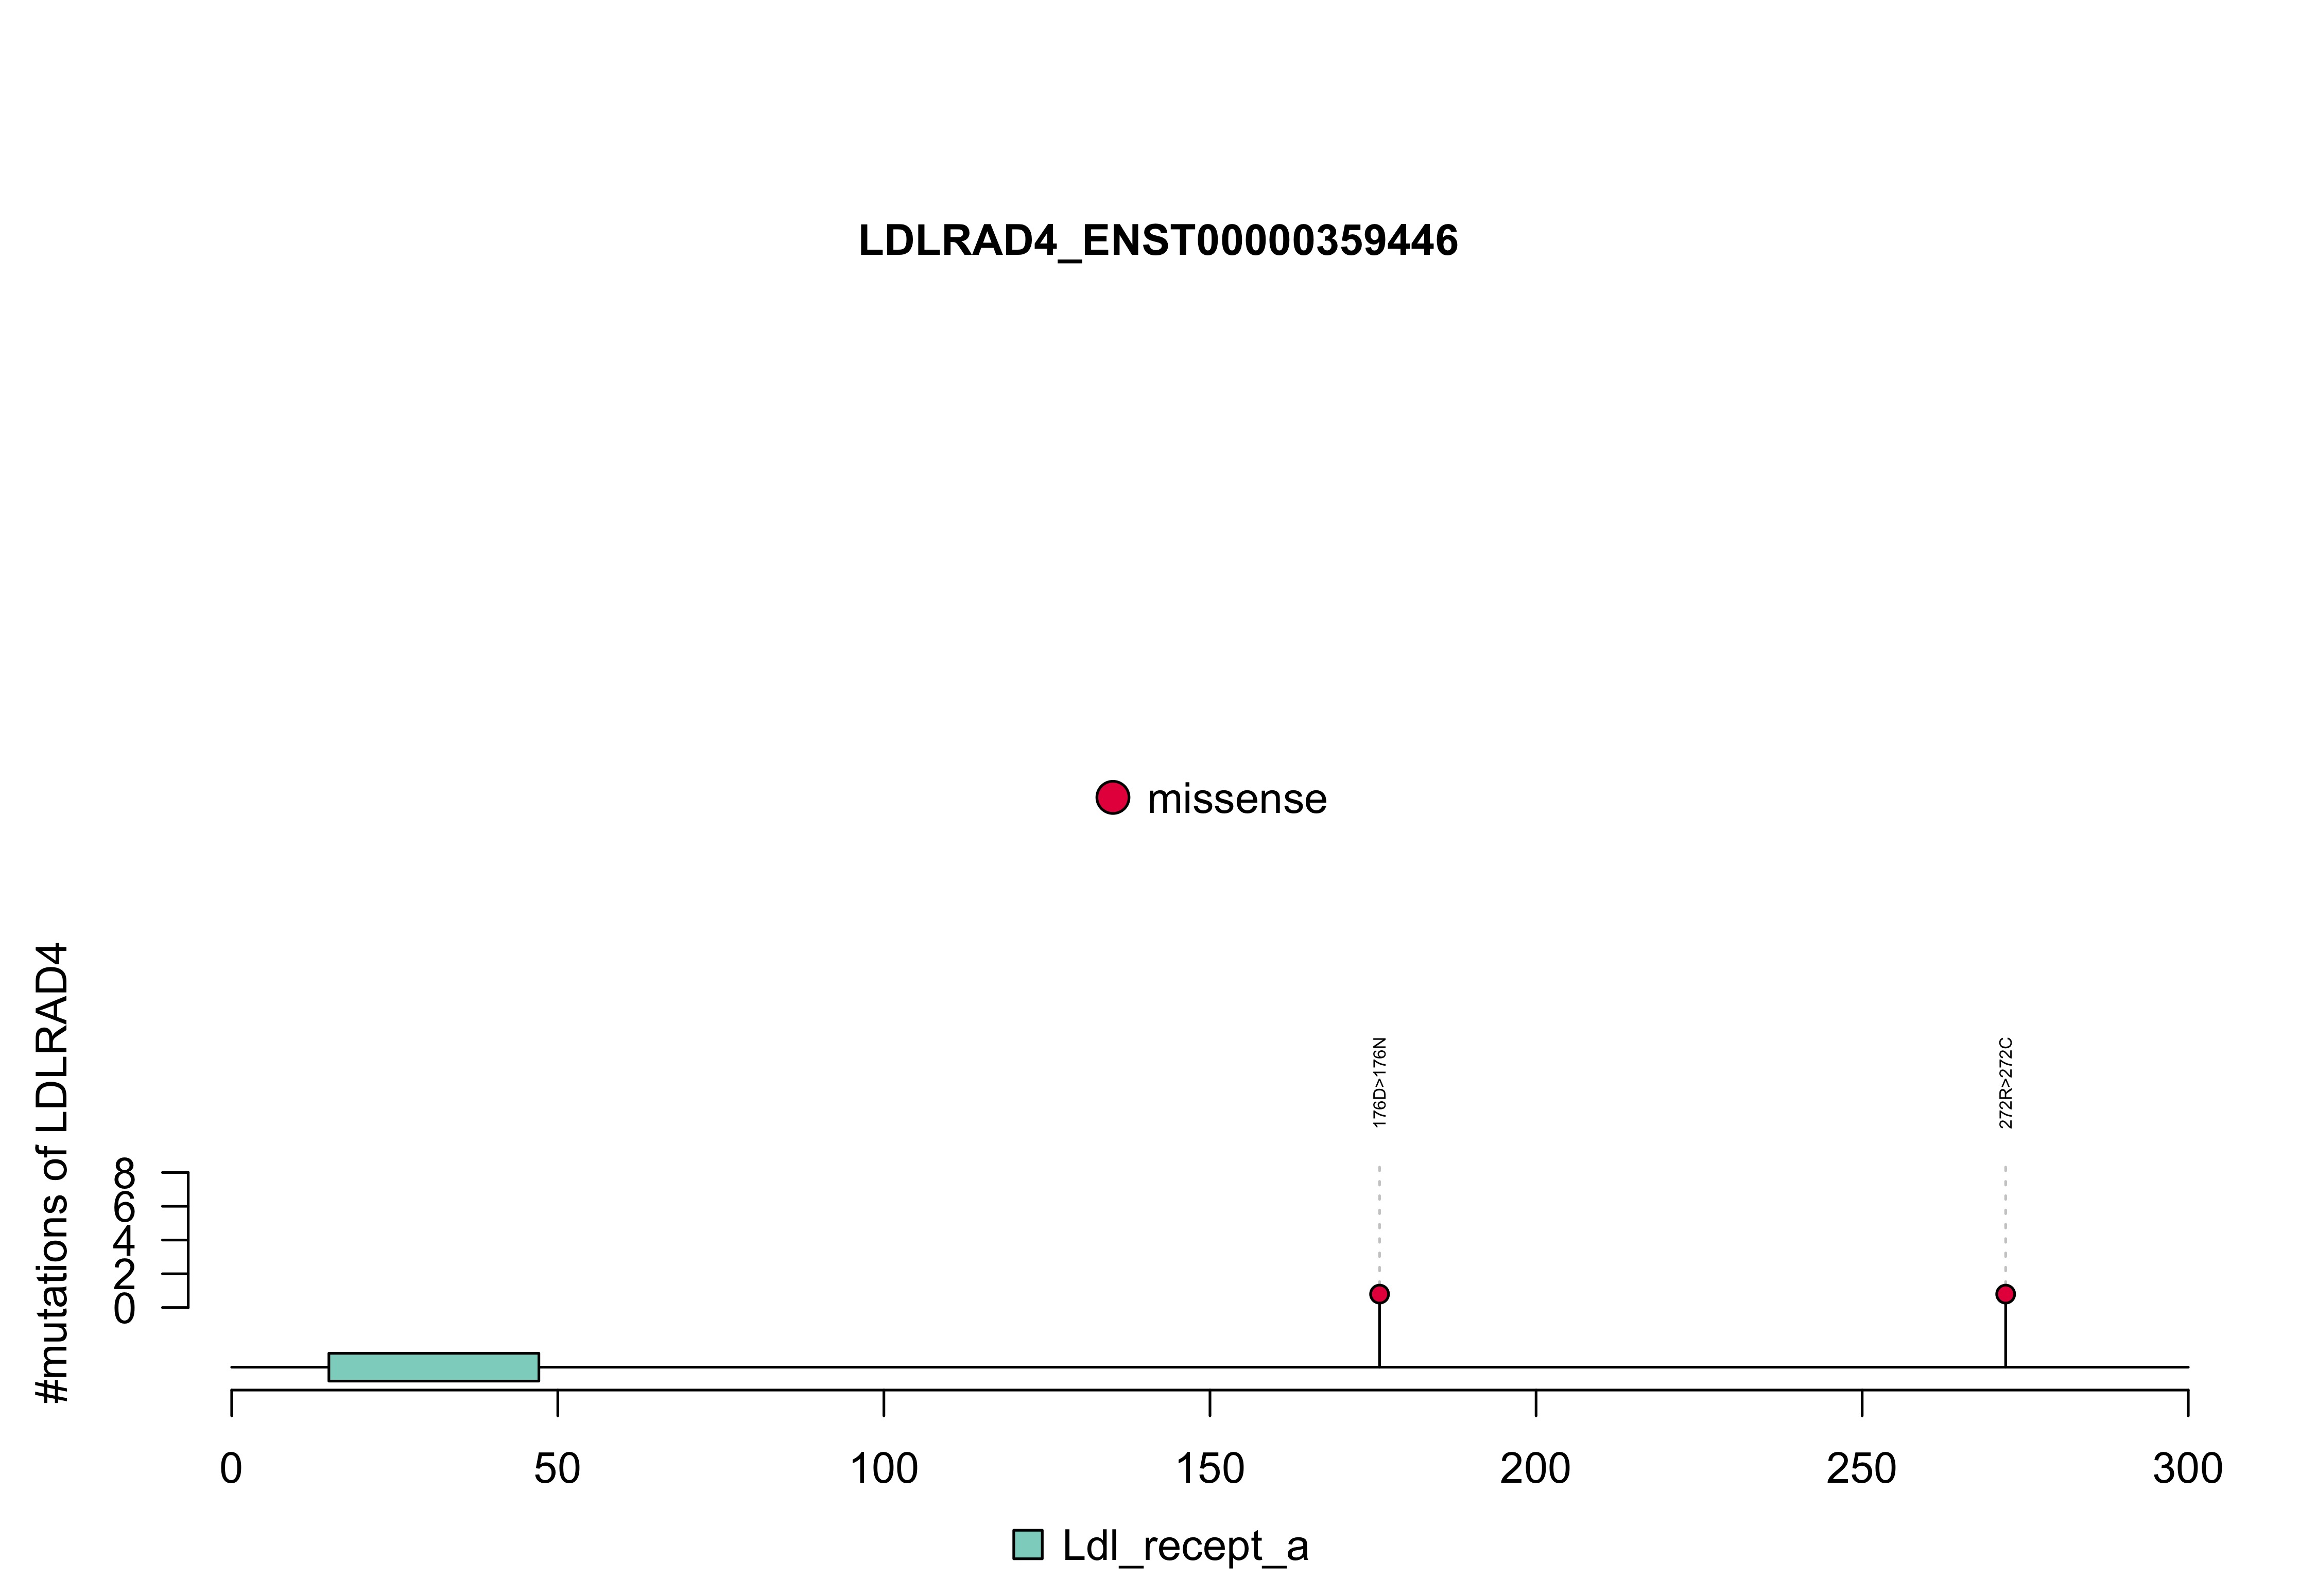 LDLRAD4_ENST00000359446
missense
#mutations of LDLRAD4
176D>176N
272R>272C
8
6
4
2
0
0 50 100 150 200 250 300
Ldl_recept_a